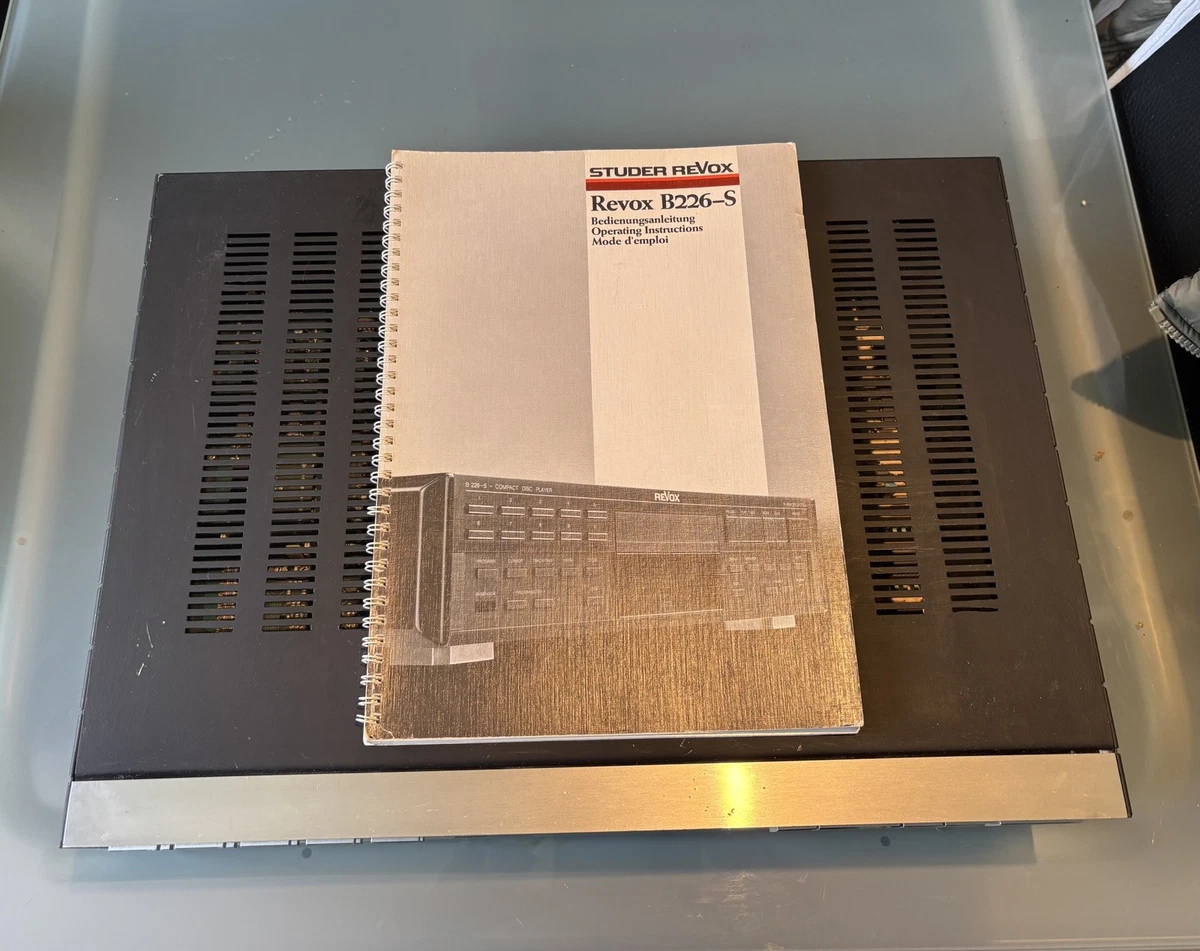 STUDER REVOX
Revox B226–S
Bedienungsanleitung
Operating Instructions
Mode d'emploi
B 226–S • COMPACT DISC PLAYER
REVOX